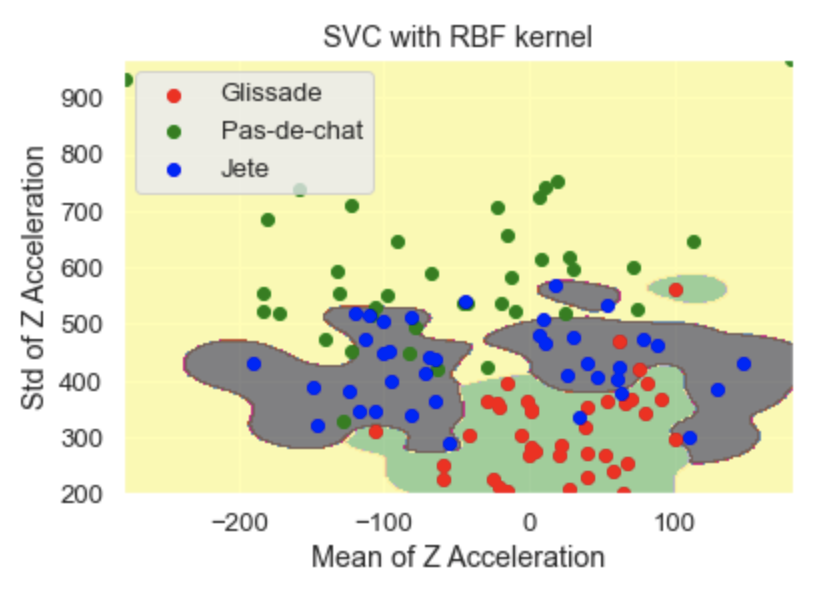 SVC with RBF kernel
Glissade
Pas-de-chat
Jete
900
800
700
600
500
400
300
200
Std of Z Acceleration
−200 −100 0 100
Mean of Z Acceleration